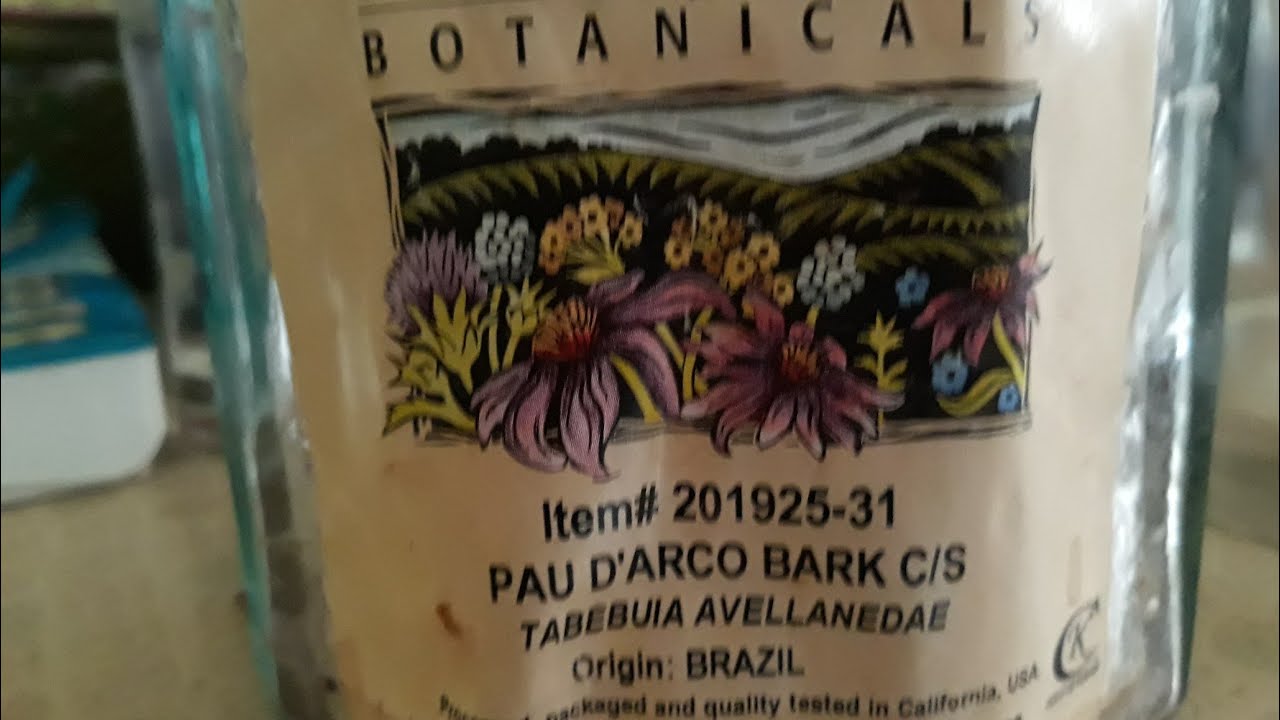 BOTANICALS
Item# 201925-31
PAU D'ARCO BARK C/S
TABEBUIA AVELLANEDAE
Origin: BRAZIL
packaged and quality tested in California, USA
K